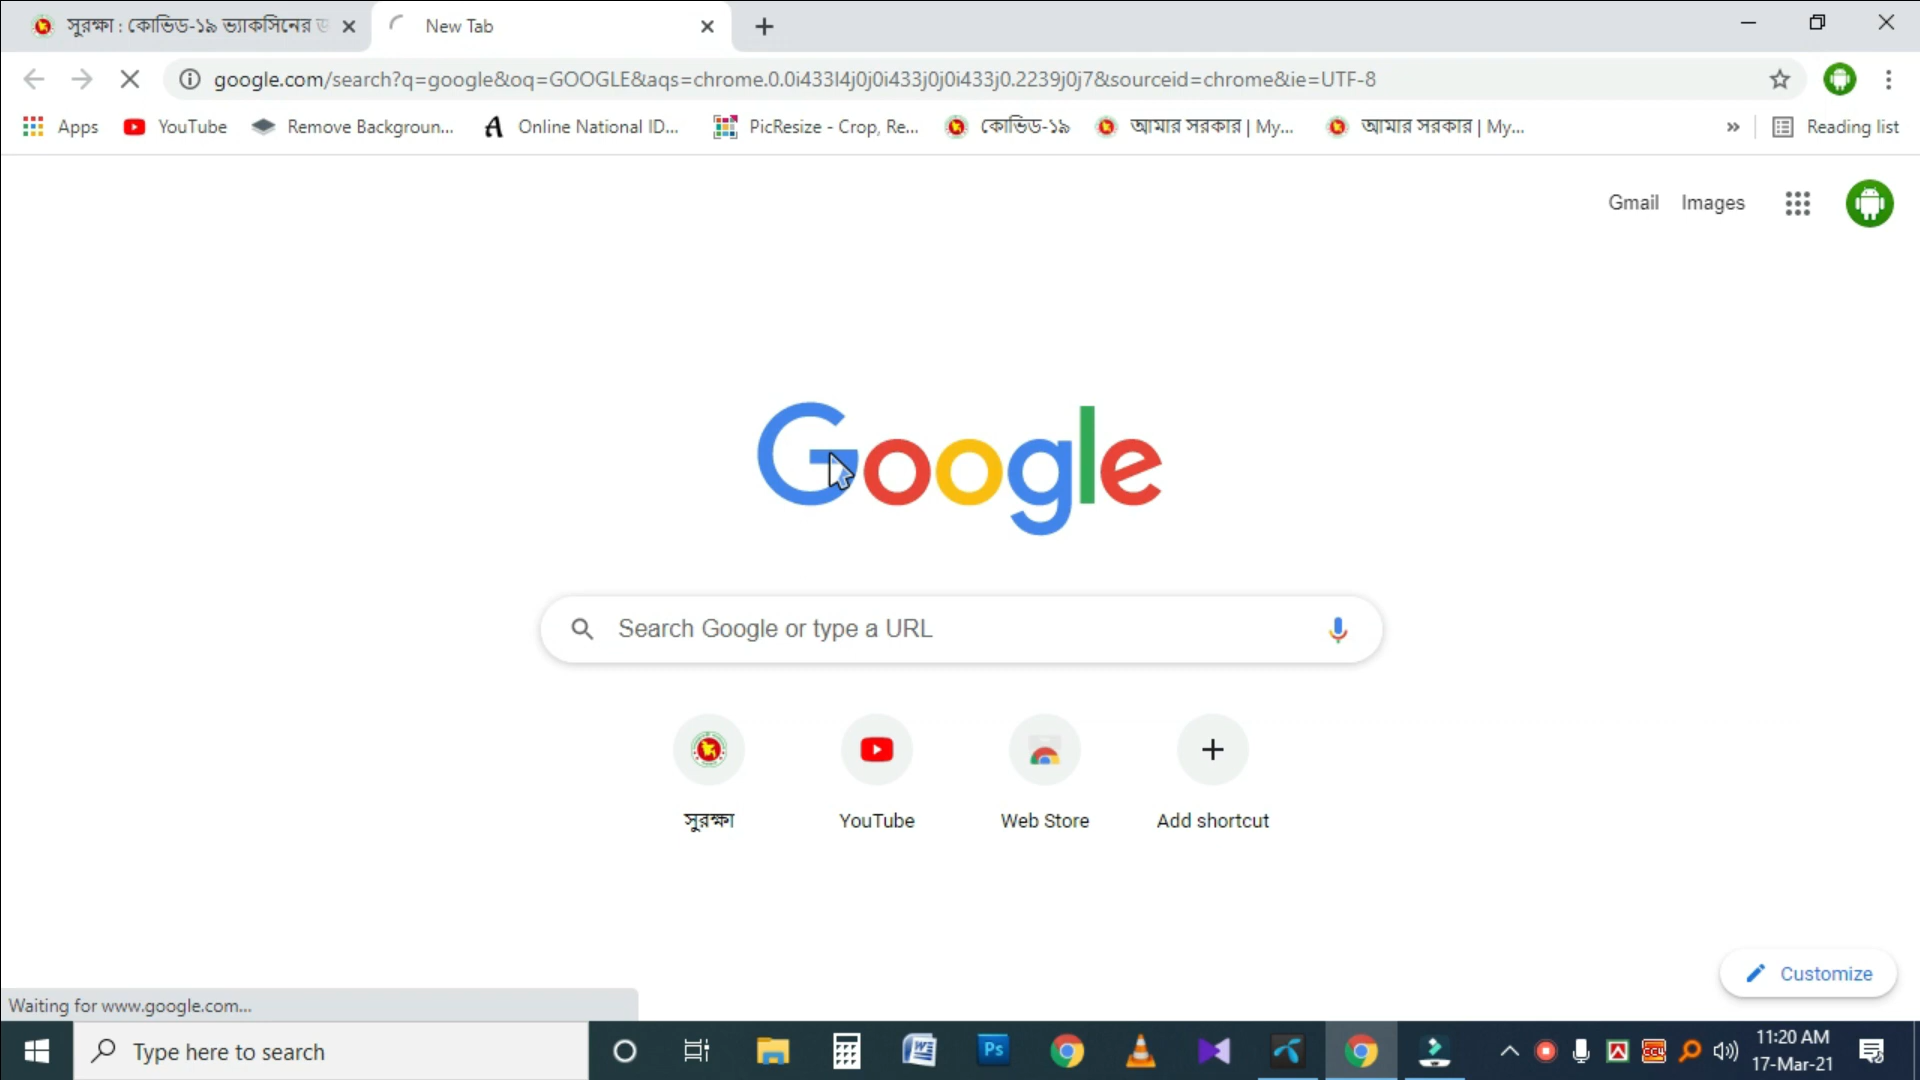 সুরক্ষা : কোভিড-১৯ ভ্যাকসিনের
New Tab
google.com/search?q=google&oq=GOOGLE&aqs=chrome.0.0i433l4j0j0i433j0j0i433j0.2239j0j7&sourceid=chrome&ie=UTF-8
Apps YouTube Remove Backgroun... Online National ID... PicResize - Crop, Re... কোভিড-১৯ আমার সরকার | My... আমার সরকার | My... » Reading list
Gmail Images
Google
Search Google or type a URL
সুরক্ষা YouTube Web Store Add shortcut
Customize
Waiting for www.google.com...
Type here to search
Ps
11:20 AM
17-Mar-21